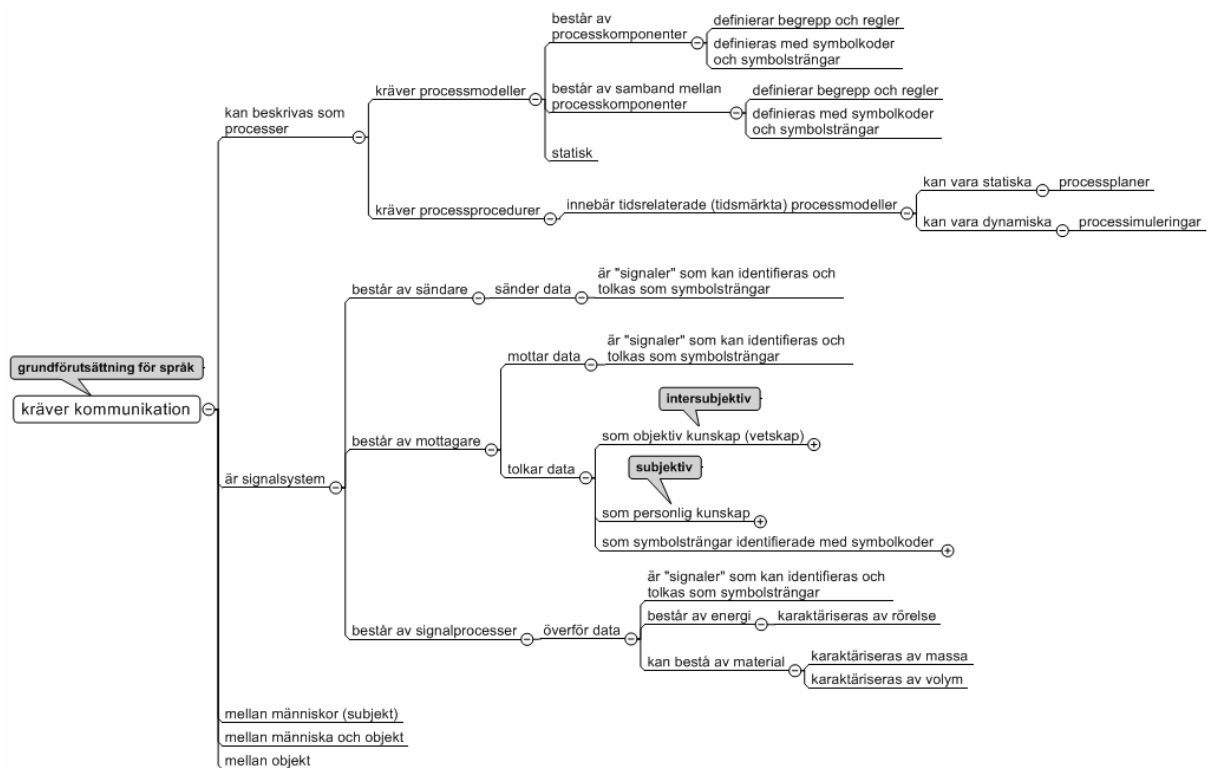 består av
processkomponenter
definierar begrepp och regler
definieras med symbolkoder
och symbolsträngar
kräver processmodeller
består av samband mellan
processkomponenter
definierar begrepp och regler
definieras med symbolkoder
och symbolsträngar
kan beskrivas som
processer
statisk
kräver processprocedurer
innebär tidsrelaterade (tidsmärkta) processmodeller
kan vara statiska
processplaner
kan vara dynamiska
processimuleringar
består av sändare
sänder data
är "signaler" som kan identifieras och
tolkas som symbolsträngar
grundförutsättning för språk
kräver kommunikation
mottar data
är "signaler" som kan identifieras och
tolkas som symbolsträngar
intersubjektiv
består av mottagare
som objektiv kunskap (vetskap)
är signalsystem
tolkar data
subjektiv
som personlig kunskap
som symbolsträngar identifierade med symbolkoder
består av signalprocesser
överför data
är "signaler" som kan identifieras och
tolkas som symbolsträngar
består av energi
karaktäriseras av rörelse
kan bestå av material
karaktäriseras av massa
karaktäriseras av volym
mellan människor (subjekt)
mellan människa och objekt
mellan objekt